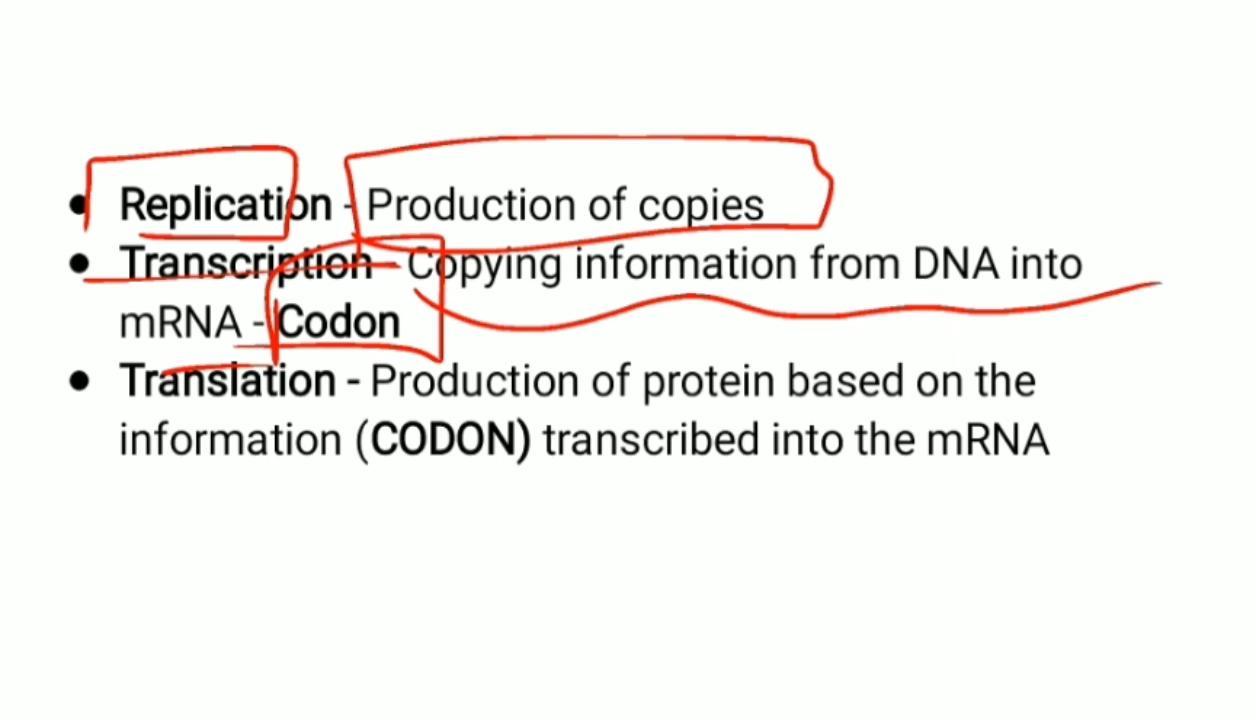 ● Replication - Production of copies
● Transcription - Copying information from DNA into
mRNA - Codon
● Translation - Production of protein based on the
information (CODON) transcribed into the mRNA